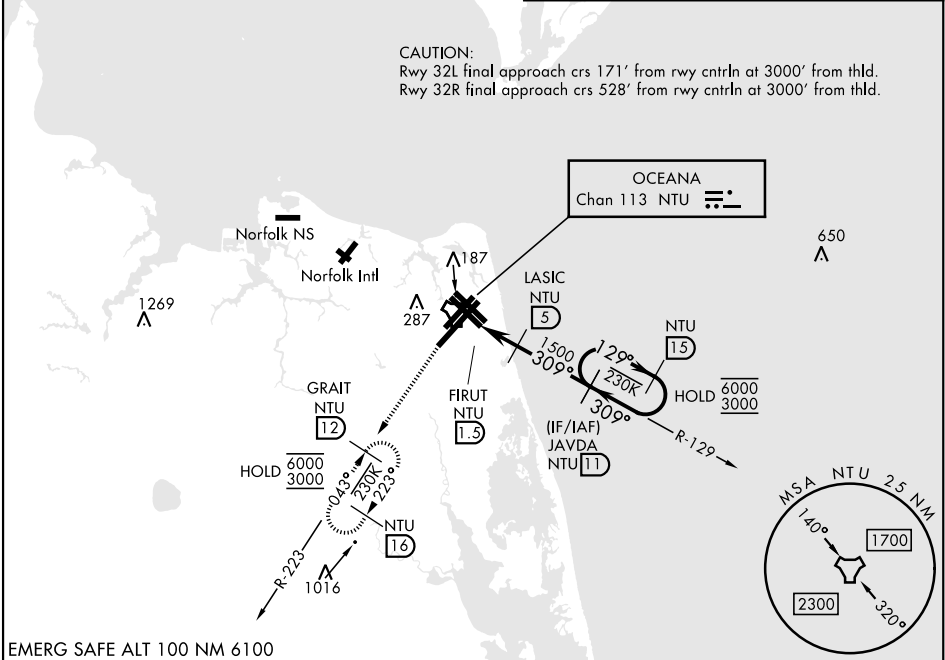 CAUTION:
Rwy 32L final approach crs 171' from rwy cntrln at 3000' from thld.
Rwy 32R final approach crs 528' from rwy cntrln at 3000' from thld.
OCEANA
Chan 113 NTU
Norfolk NS
Norfolk Intl
187
650
1269
287
LASIC
NTU
5
NTU
15
1500
309°
129°
230K
309°
HOLD 6000
3000
GRAIT
NTU
12
FIRUT
NTU
1.5
(IF/IAF)
JAVDA
NTU 11
R-129
HOLD 6000
3000
043°
230K
223°
NTU
16
R-223
1016
MSA NTU 25 NM
140°
1700
2300
320°
EMERG SAFE ALT 100 NM 6100